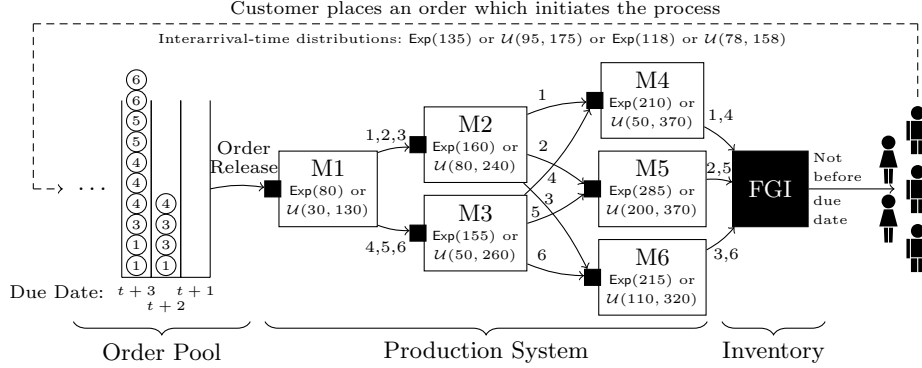 Customer places an order which initiates the process
Interarrival-time distributions: Exp(135) or U(95, 175) or Exp(118) or U(78, 158)
6
6
5
5
4
4
4
3
1
1
4
3
3
1
. . .
Due Date:
t + 3
t + 2
t + 1
Order
Release
M1
Exp(80) or
U(30, 130)
1,2,3
4,5,6
M2
Exp(160) or
U(80, 240)
M3
Exp(155) or
U(50, 260)
1
2
4
3
5
6
M4
Exp(210) or
U(50, 370)
M5
Exp(285) or
U(200, 370)
M6
Exp(215) or
U(110, 320)
1,4
2,5
3,6
FGI
Not
before
due
date
Order Pool
Production System
Inventory